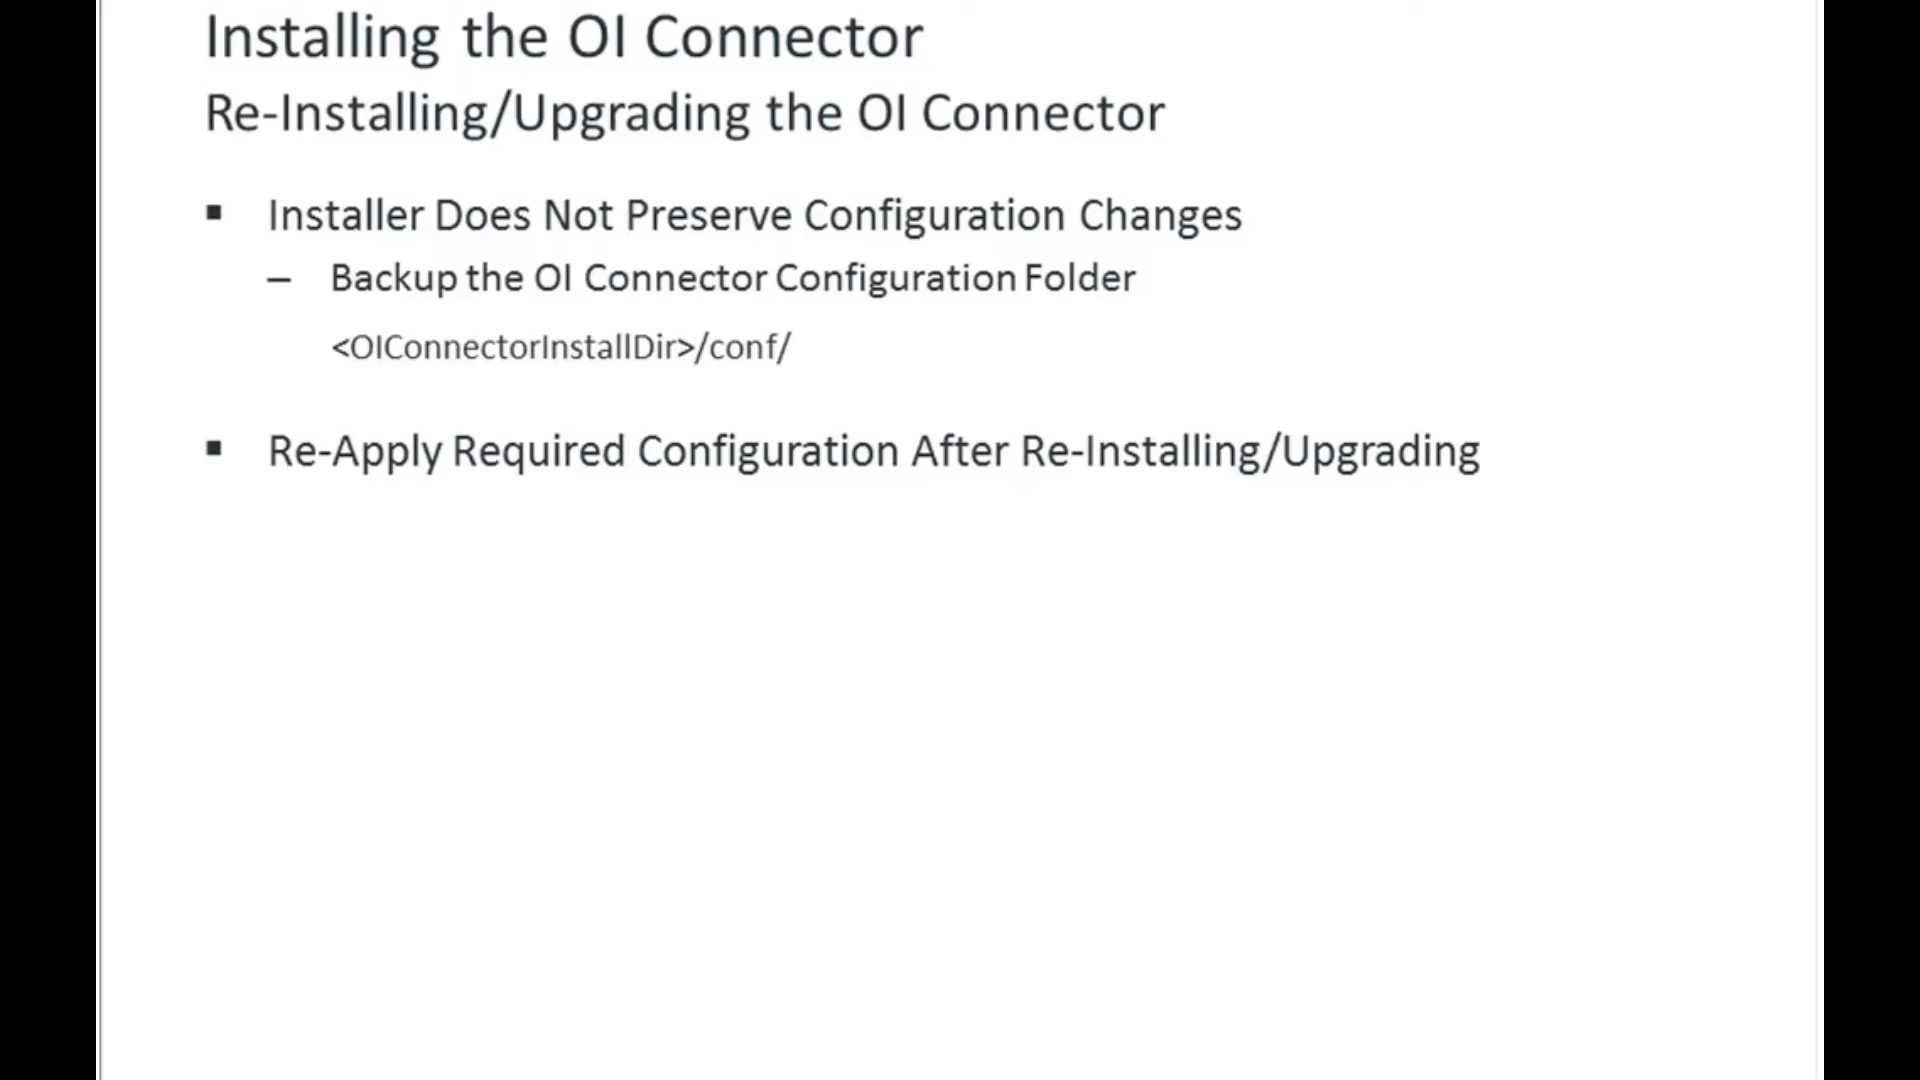 Installing the OI Connector
Re-Installing/Upgrading the OI Connector
▪ Installer Does Not Preserve Configuration Changes
– Backup the OI Connector Configuration Folder
<OIConnectorInstallDir>/conf/
▪ Re-Apply Required Configuration After Re-Installing/Upgrading